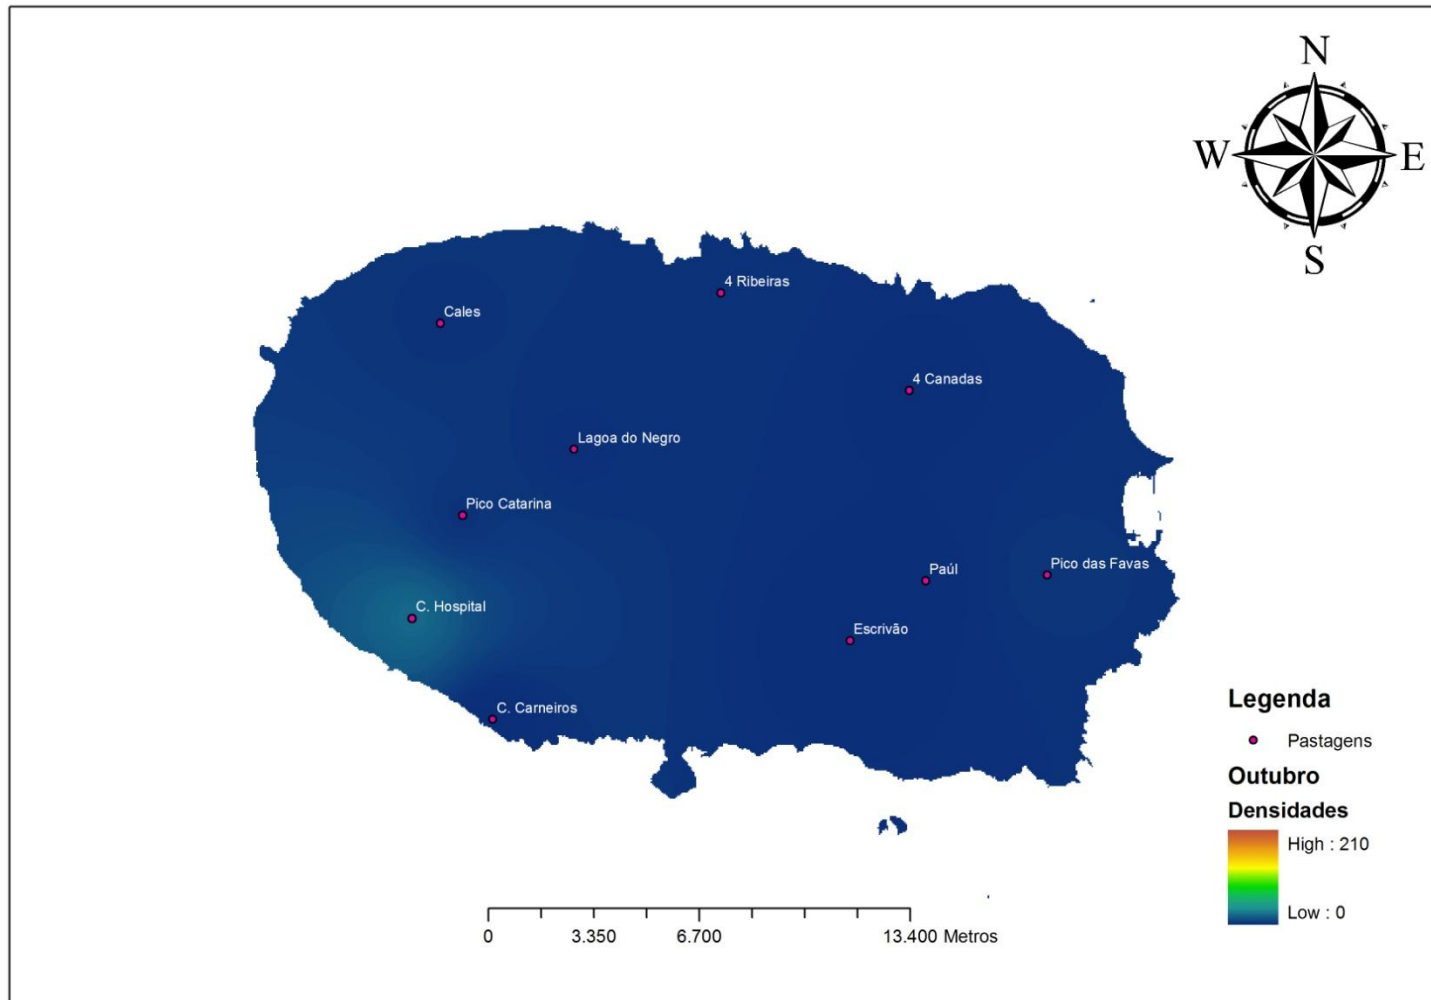 N
W E
S
4 Ribeiras
Cales
4 Canadas
Lagoa do Negro
Pico Catarina
Pico das Favas
Paúl
C. Hospital
Escrivão
C. Carneiros
Legenda
Pastagens
Outubro
Densidades
High : 210
Low : 0
0 3.350 6.700 13.400 Metros